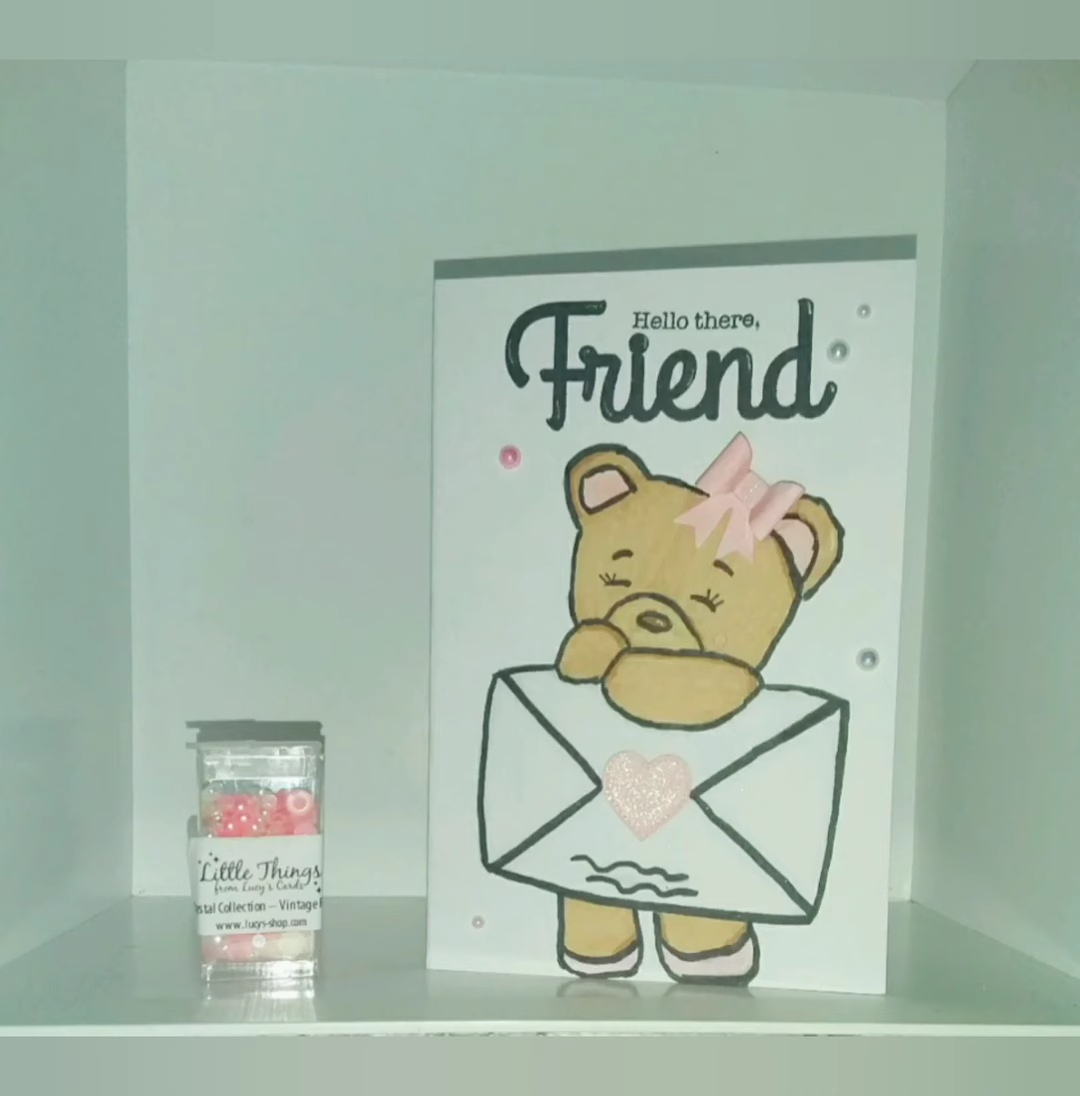 Hello there,
Friend
Little Things
from Lucy's Cards
stal Collection – Vintage
www.lucys-shop.com